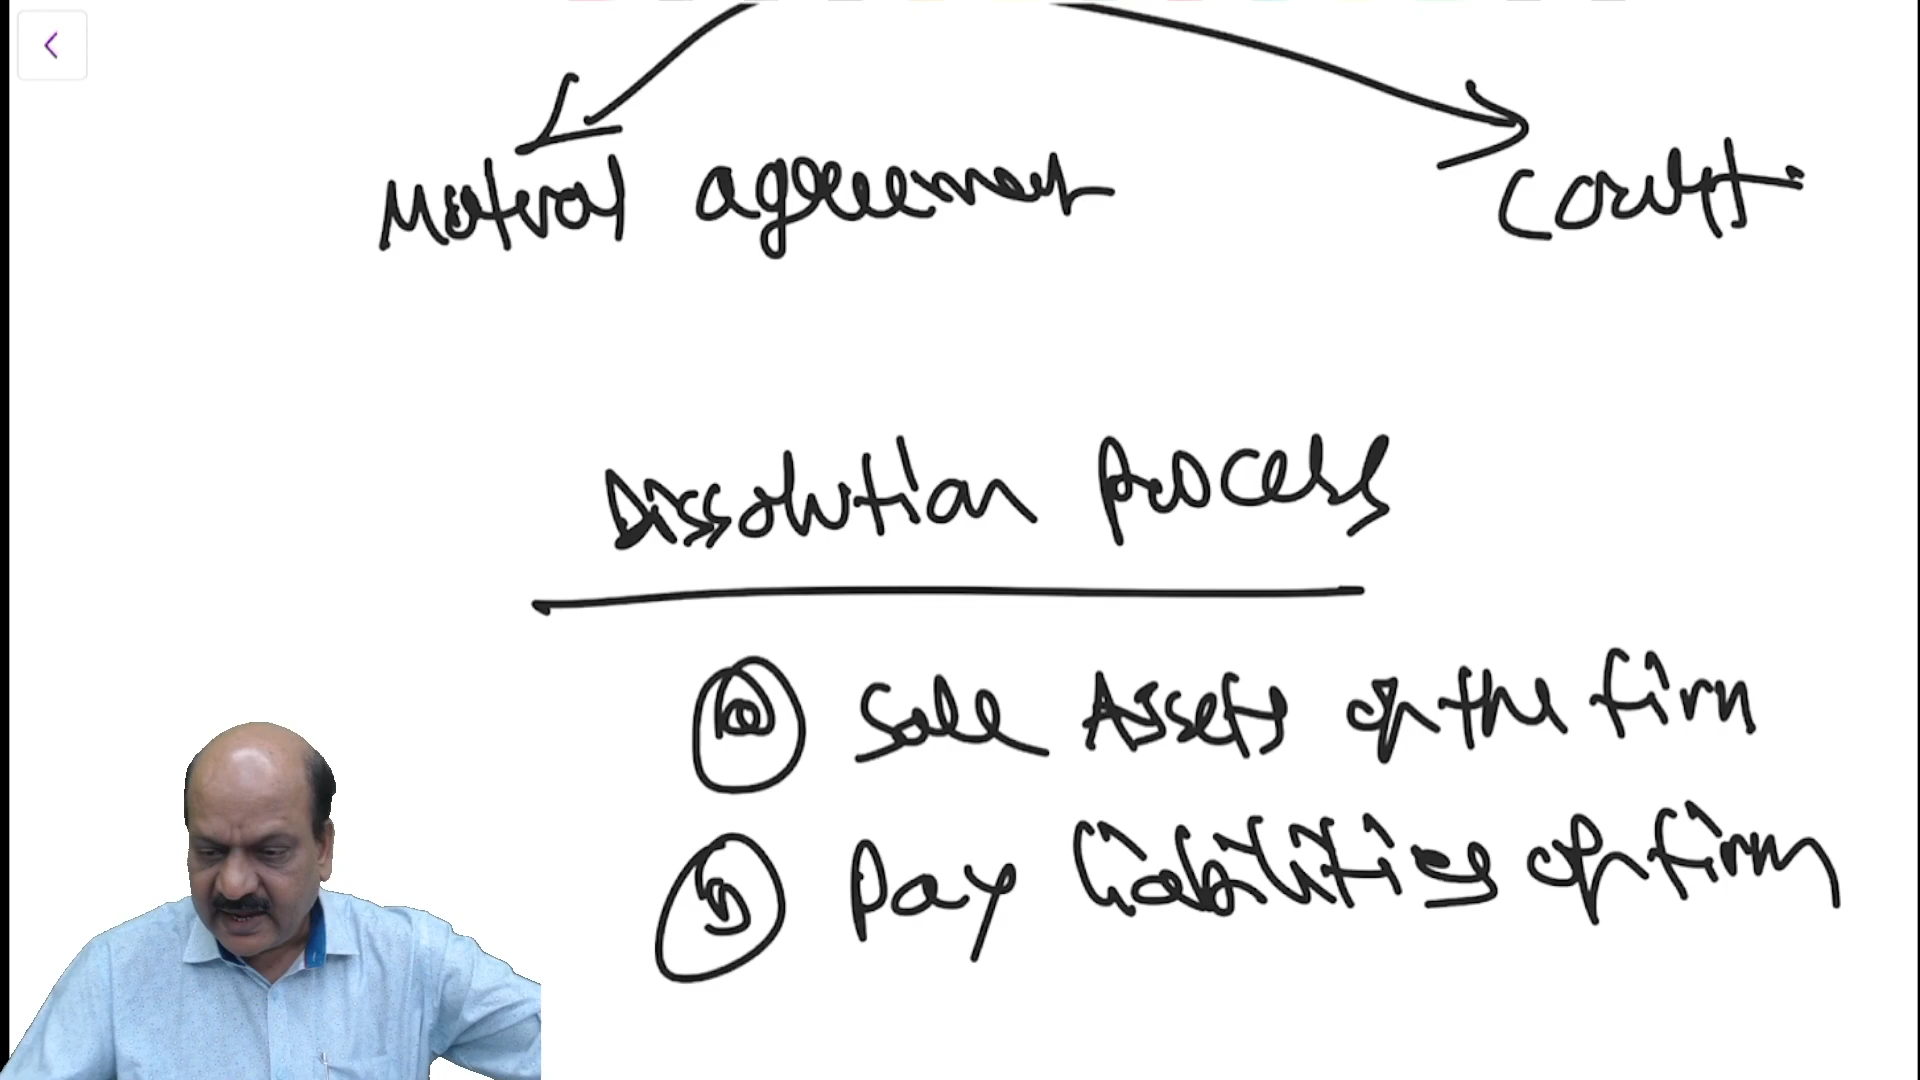 Mutual agreement
Court
Dissolution Process
(a) Sale Assets of the firm
(b) Pay Liabilities of firm